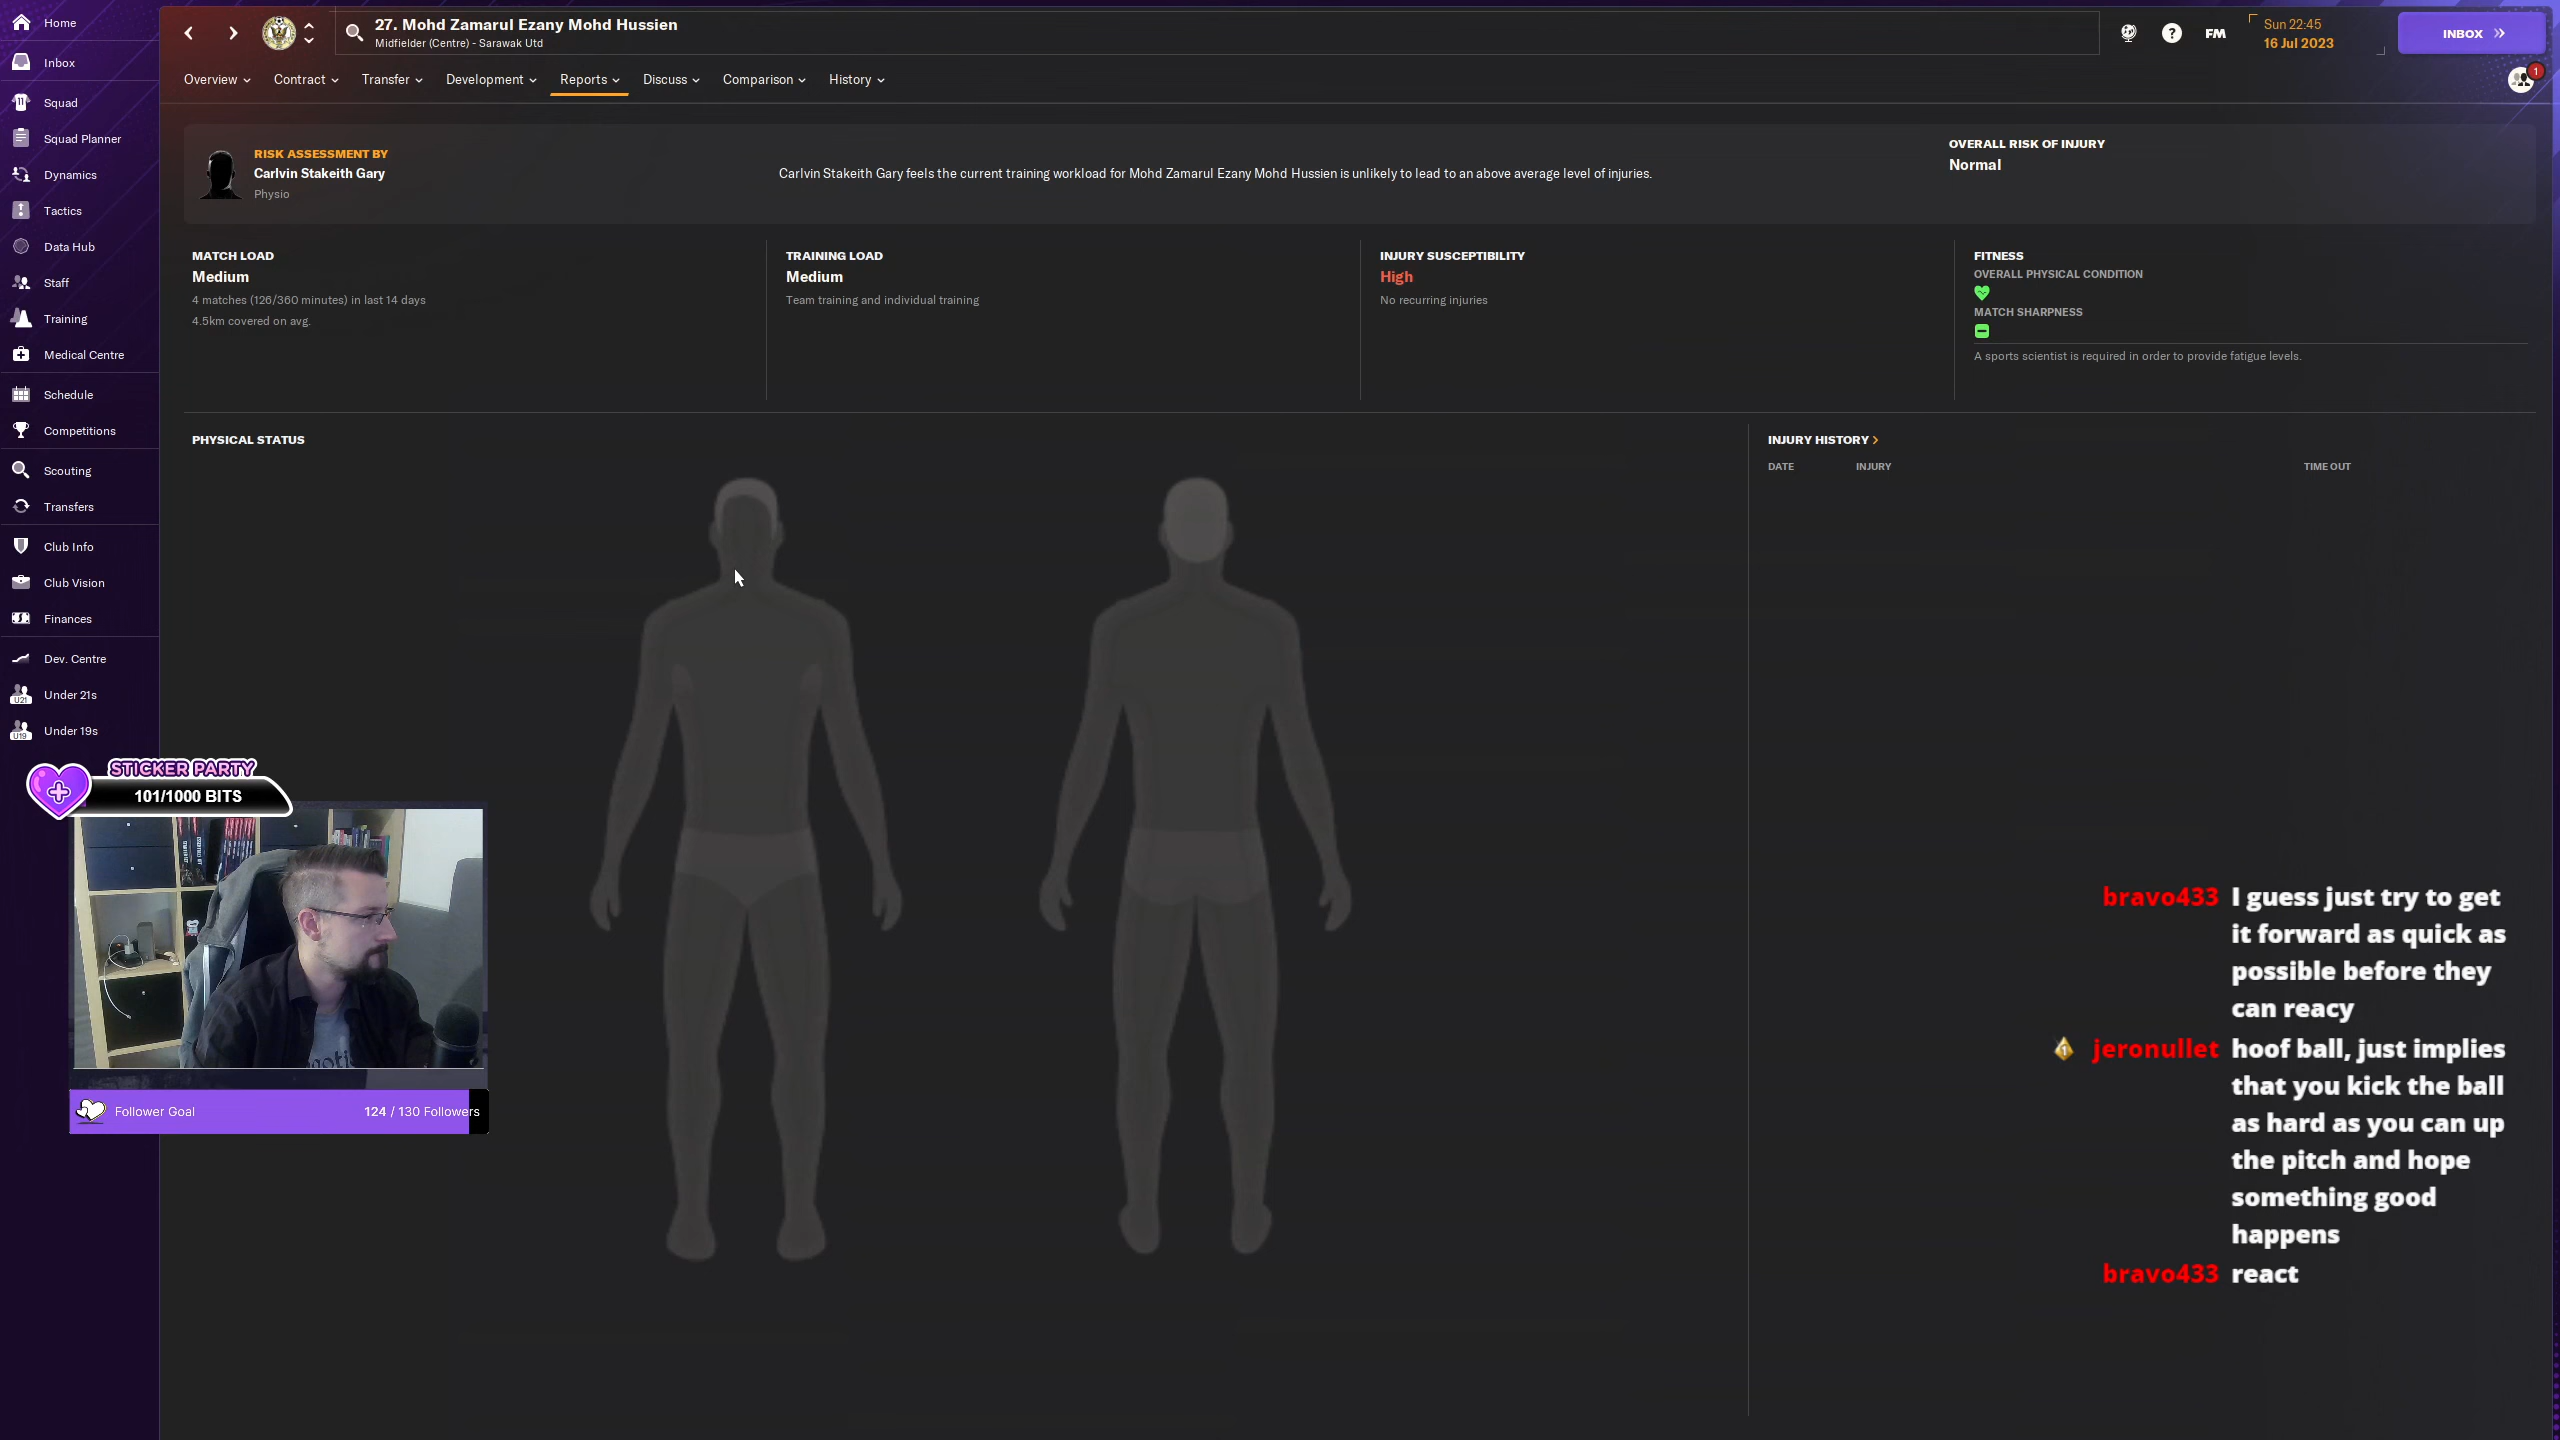 Home
Inbox
Squad
Squad Planner
Dynamics
Tactics
Data Hub
Staff
Training
Medical Centre
Schedule
Competitions
Scouting
Transfers
Club Info
Club Vision
Finances
Dev. Centre
Under 21s
Under 19s
27. Mohd Zamarul Ezany Mohd Hussien
Midfielder (Centre) - Sarawak Utd
FM
Sun 22:45
16 Jul 2023
INBOX
Overview
Contract
Transfer
Development
Reports
Discuss
Comparison
History
1
RISK ASSESSMENT BY
Carlvin Stakeith Gary
Physio
Carlvin Stakeith Gary feels the current training workload for Mohd Zamarul Ezany Mohd Hussien is unlikely to lead to an above average level of injuries.
OVERALL RISK OF INJURY
Normal
MATCH LOAD
Medium
4 matches (126/360 minutes) in last 14 days
4.5km covered on avg.
TRAINING LOAD
Medium
Team training and individual training
INJURY SUSCEPTIBILITY
High
No recurring injuries
FITNESS
OVERALL PHYSICAL CONDITION
MATCH SHARPNESS
A sports scientist is required in order to provide fatigue levels.
PHYSICAL STATUS
INJURY HISTORY
DATE INJURY TIME OUT
STICKER PARTY
101/1000 BITS
Follower Goal 124 / 130 Followers
bravo433 I guess just try to get
it forward as quick as
possible before they
can reacy
jeronullet hoof ball, just implies
that you kick the ball
as hard as you can up
the pitch and hope
something good
happens
bravo433 react